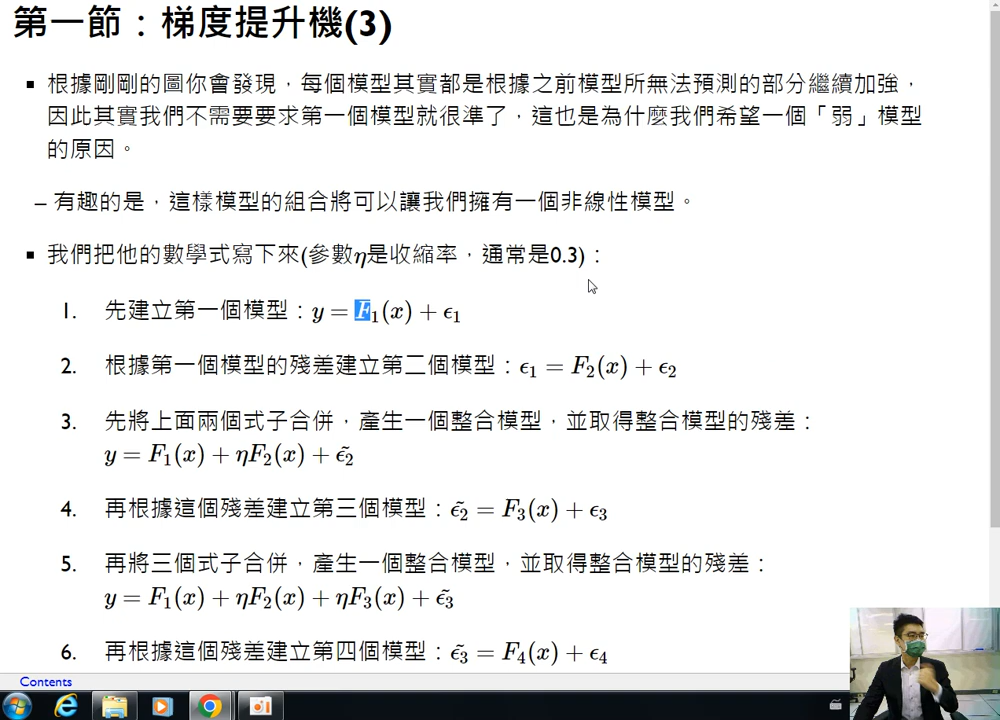 第一節：梯度提升機(3)
根據剛剛的圖你會發現，每個模型其實都是根據之前模型所無法預測的部分繼續加強，
因此其實我們不需要要求第一個模型就很準了，這也是為什麼我們希望一個「弱」模型
的原因。
– 有趣的是，這樣模型的組合將可以讓我們擁有一個非線性模型。
我們把他的數學式寫下來(參數η是收縮率，通常是0.3)：
1. 先建立第一個模型：y = F₁(x) + ϵ₁
2. 根據第一個模型的殘差建立第二個模型：ϵ₁ = F₂(x) + ϵ₂
3. 先將上面兩個式子合併，產生一個整合模型，並取得整合模型的殘差：
y = F₁(x) + ηF₂(x) + ϵ̃₂
4. 再根據這個殘差建立第三個模型：ϵ̃₂ = F₃(x) + ϵ₃
5. 再將三個式子合併，產生一個整合模型，並取得整合模型的殘差：
y = F₁(x) + ηF₂(x) + ηF₃(x) + ϵ̃₃
6. 再根據這個殘差建立第四個模型：ϵ̃₃ = F₄(x) + ϵ₄
Contents